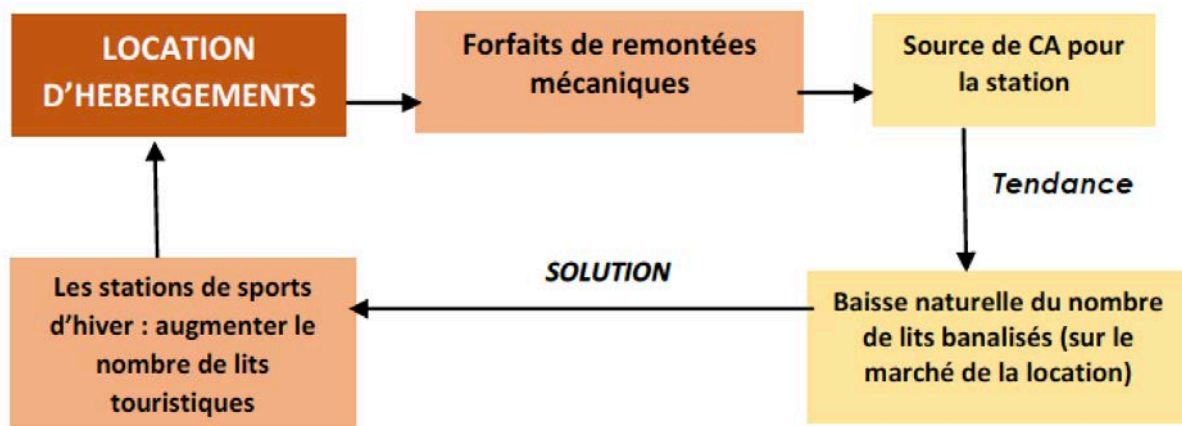 LOCATION
D’HEBERGEMENTS
Forfaits de remontées
mécaniques
Source de CA pour
la station
Tendance
Les stations de sports
d’hiver : augmenter le
nombre de lits
touristiques
SOLUTION
Baisse naturelle du nombre
de lits banalisés (sur le
marché de la location)